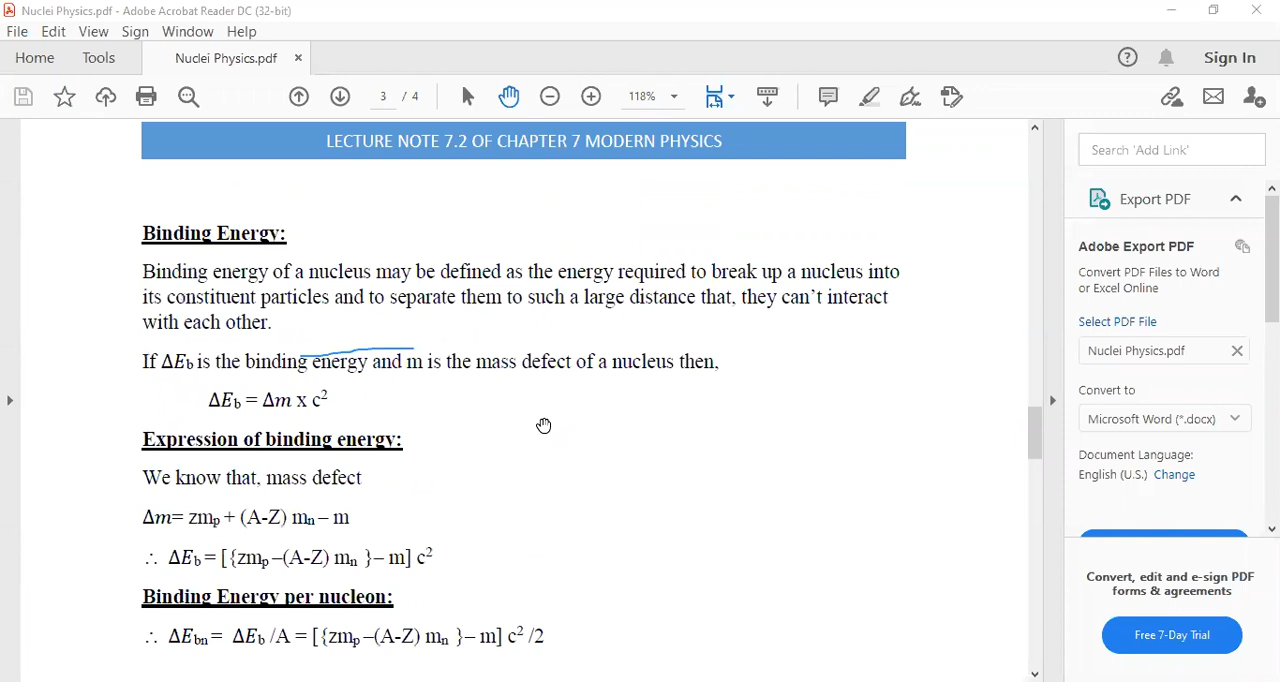 Nuclei Physics.pdf - Adobe Acrobat Reader DC (32-bit)
File Edit View Sign Window Help
Home Tools Nuclei Physics.pdf × Sign In
3 / 4 118%
LECTURE NOTE 7.2 OF CHAPTER 7 MODERN PHYSICS
Binding Energy:
Binding energy of a nucleus may be defined as the energy required to break up a nucleus into
its constituent particles and to separate them to such a large distance that, they can’t interact
with each other.
If ΔEb is the binding energy and m is the mass defect of a nucleus then,
ΔEb = Δm x c²
Expression of binding energy:
We know that, mass defect
Δm= zmp + (A-Z) mn – m
∴ ΔEb = [{zmp –(A-Z) mn }– m] c²
Binding Energy per nucleon:
∴ ΔEbn = ΔEb /A = [{zmp –(A-Z) mn }– m] c² /2
Search 'Add Link'
Export PDF
Adobe Export PDF
Convert PDF Files to Word
or Excel Online
Select PDF File
Nuclei Physics.pdf
Convert to
Microsoft Word (*.docx)
Document Language:
English (U.S.) Change
Convert, edit and e-sign PDF
forms & agreements
Free 7-Day Trial